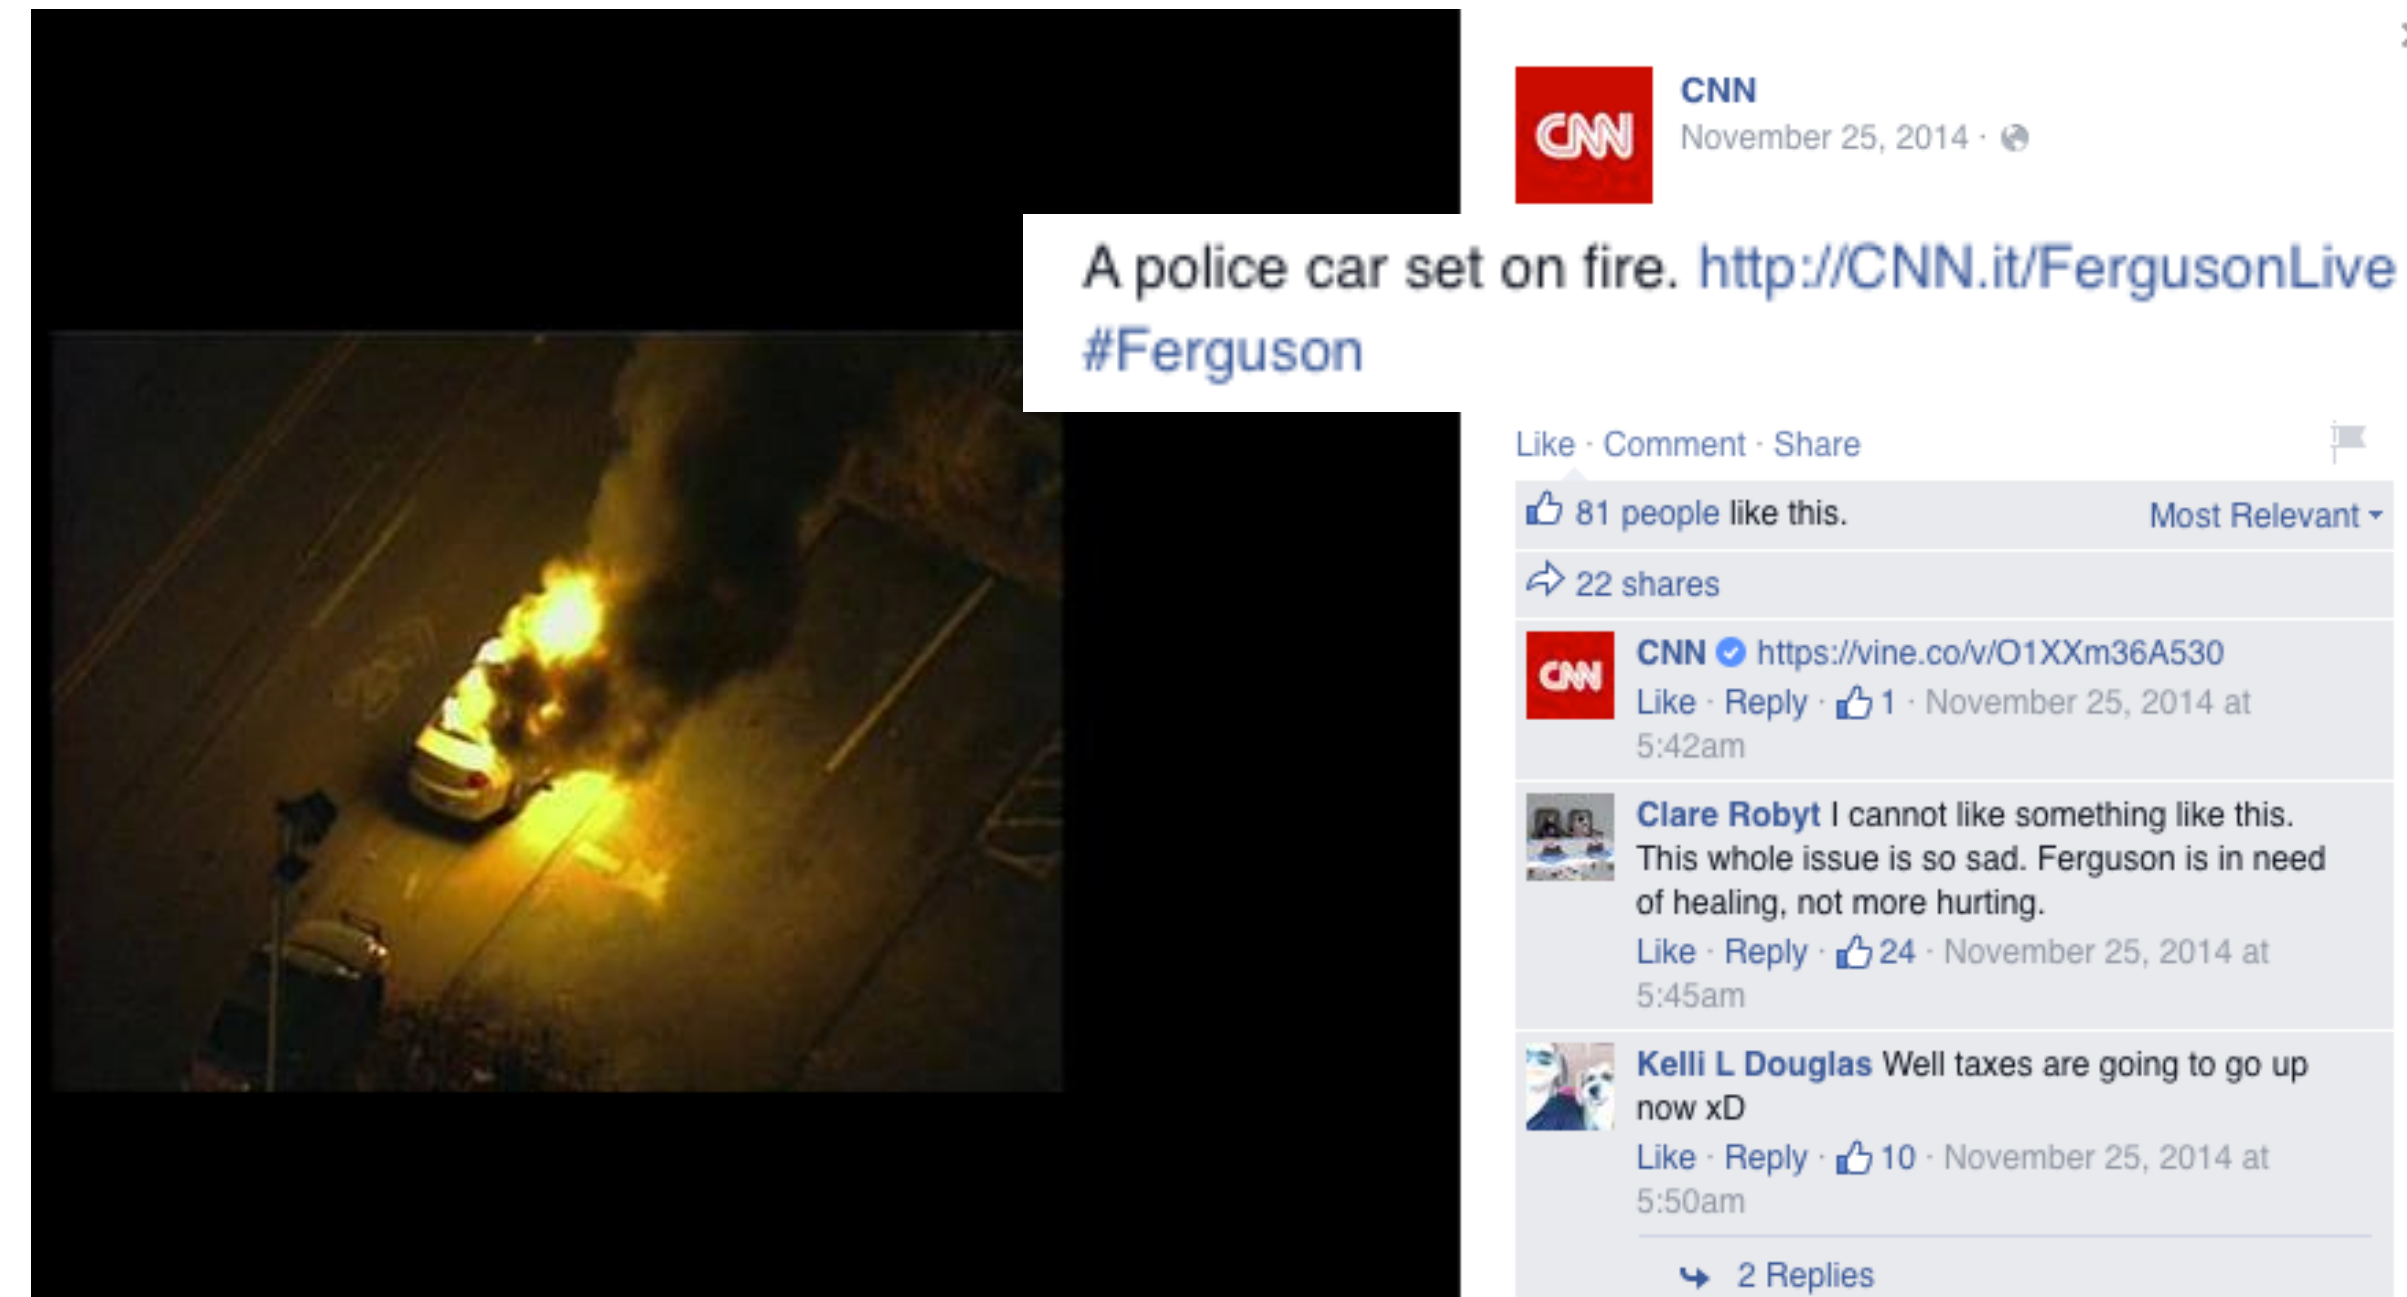 CNN
CNN
November 25, 2014 ·
A police car set on fire. http://CNN.it/FergusonLive
#Ferguson
Like · Comment · Share
81 people like this. Most Relevant
22 shares
CNN
CNN https://vine.co/v/O1XXm36A530
Like · Reply · 1 · November 25, 2014 at
5:42am
Clare Robyt I cannot like something like this.
This whole issue is so sad. Ferguson is in need
of healing, not more hurting.
Like · Reply · 24 · November 25, 2014 at
5:45am
Kelli L Douglas Well taxes are going to go up
now xD
Like · Reply · 10 · November 25, 2014 at
5:50am
2 Replies